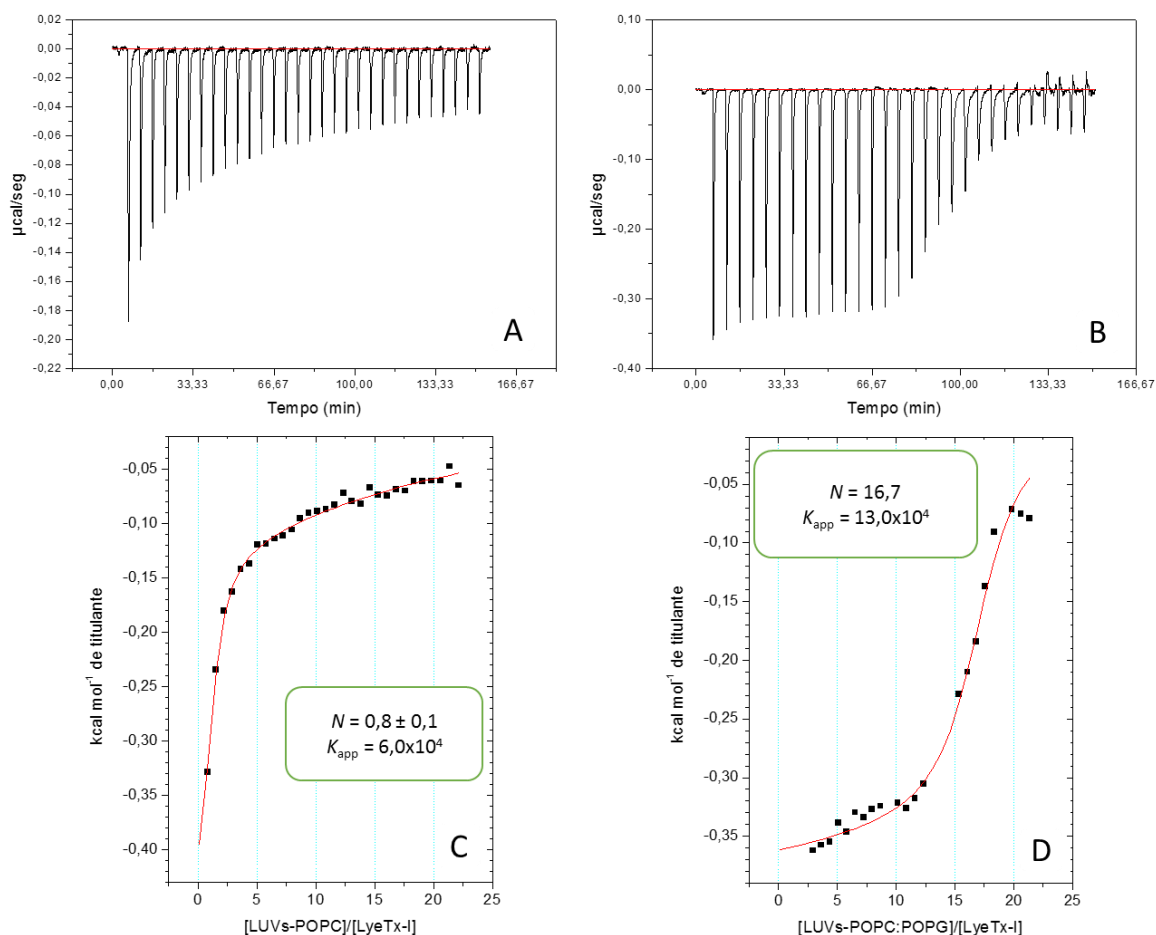 0,02
0,00
-0,02
-0,04
-0,06
-0,08
-0,10
-0,12
-0,14
-0,16
-0,18
-0,20
-0,22
µcal/seg
A
0,00 33,33 66,67 100,00 133,33 166,67
Tempo (min)
0,10
0,00
-0,10
-0,20
-0,30
-0,40
µcal/seg
B
0,00 33,33 66,67 100,00 133,33 166,67
Tempo (min)
-0,05
-0,10
-0,15
-0,20
-0,25
-0,30
-0,35
-0,40
kcal mol⁻¹ de titulante
N = 0,8 ± 0,1
Kapp = 6,0x10⁴
C
0 5 10 15 20 25
[LUVs-POPC]/[LyeTx-I]
-0,05
-0,10
-0,15
-0,20
-0,25
-0,30
-0,35
kcal mol⁻¹ de titulante
N = 16,7
Kapp = 13,0x10⁴
D
0 5 10 15 20 25
[LUVs-POPC:POPG]/[LyeTx-I]